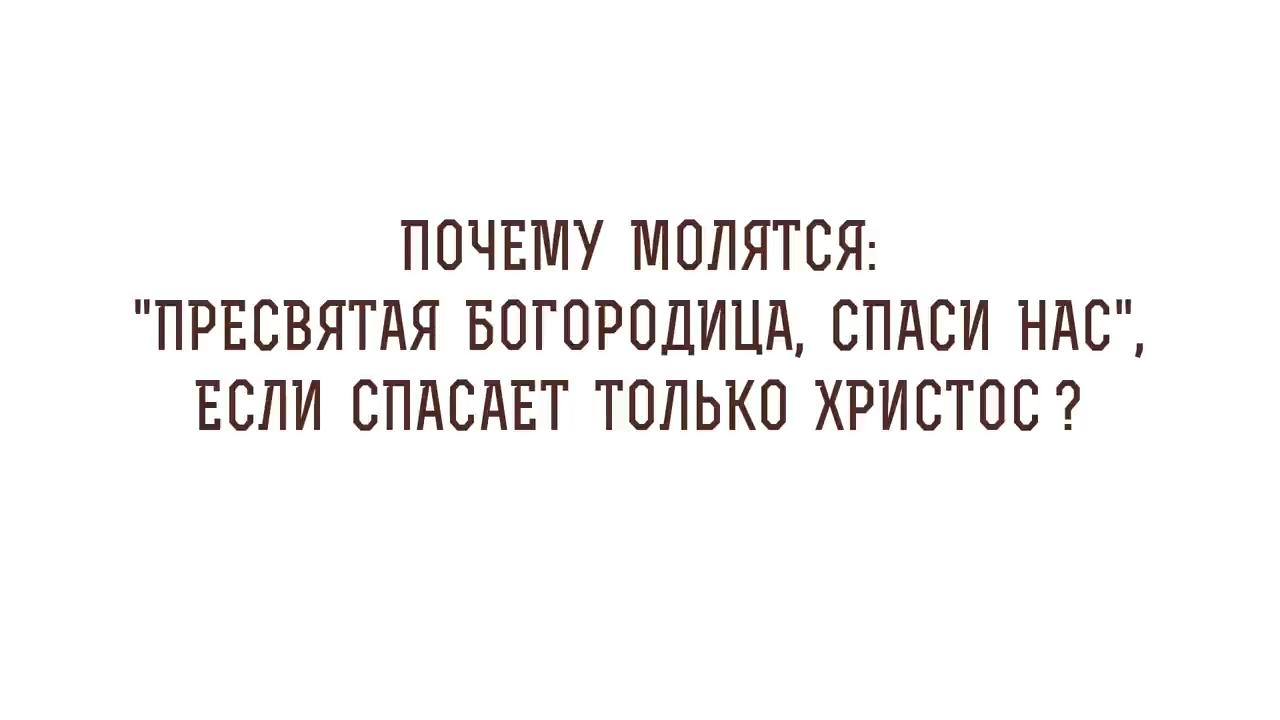 ПОЧЕМУ МОЛЯТСЯ:
"ПРЕСВЯТАЯ БОГОРОДИЦА, СПАСИ НАС",
ЕСЛИ СПАСАЕТ ТОЛЬКО ХРИСТОС ?